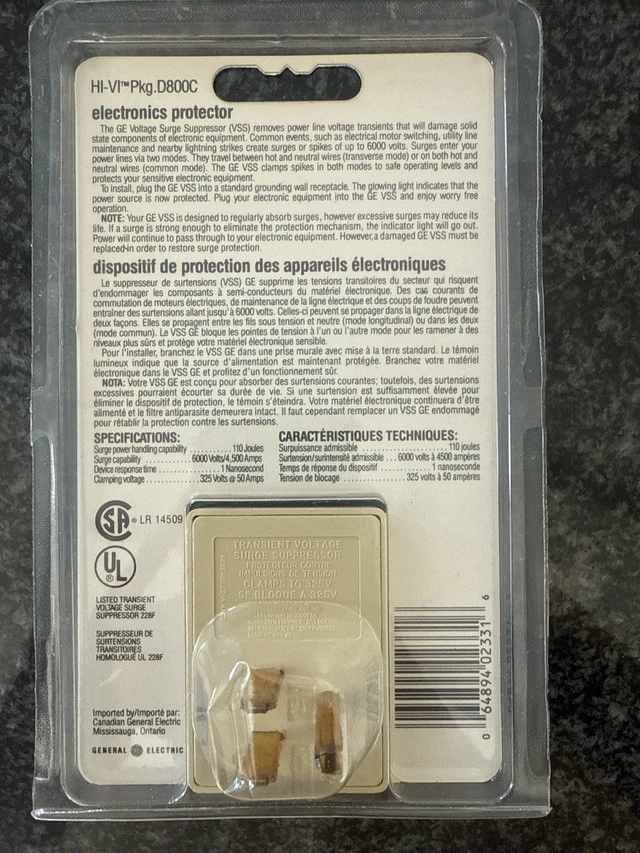 HI-VI™Pkg.D800C
electronics protector
The GE Voltage Surge Suppressor (VSS) removes power line voltage transients that will damage solid
state components of electronic equipment. Common events, such as electrical motor switching, utility line
maintenance and nearby lightning strikes create surges or spikes of up to 6000 volts. Surges enter your
power lines via two modes. They travel between hot and neutral wires (transverse mode) or on both hot and
neutral wires (common mode). The GE VSS clamps spikes in both modes to safe operating levels and
protects your sensitive electronic equipment.
To install, plug the GE VSS into a standard grounding wall receptacle. The glowing light indicates that the
power source is now protected. Plug your electronic equipment into the GE VSS and enjoy worry free
operation.
NOTE: Your GE VSS is designed to regularly absorb surges, however excessive surges may reduce its
life. If a surge is strong enough to eliminate the protection mechanism, the indicator light will go out.
Power will continue to pass through to your electronic equipment. However,a damaged GE VSS must be
replaced in order to restore surge protection.
dispositif de protection des appareils électroniques
Le suppresseur de surtensions (VSS) GE supprime les tensions transitoires du secteur qui risquent
d'endommager les composants à semi-conducteurs du matériel électronique. Des cas courants de
commutation de moteurs électriques, de maintenance de la ligne électrique et des coups de foudre peuvent
entraîner des surtensions allant jusqu'à 6000 volts. Celles-ci peuvent se propager dans la ligne électrique de
deux façons. Elles se propagent entre les fils sous tension et neutre (mode longitudinal) ou dans les deux
(mode commun). Le VSS GE bloque les pointes de tension à l'un ou l'autre mode pour les ramener à des
niveaux plus sûrs et protège votre matériel électronique sensible.
Pour l'installer, branchez le VSS GE dans une prise murale avec mise à la terre standard. Le témoin
lumineux indique que la source d'alimentation est maintenant protégée. Branchez votre matériel
électronique dans le VSS GE et profitez d'un fonctionnement sûr.
NOTA: Votre VSS GE est conçu pour absorber des surtensions courantes; toutefois, des surtensions
excessives pourraient écourter sa durée de vie. Si une surtension est suffisamment élevée pour
éliminer le dispositif de protection, le témoin s'éteindra. Votre matériel électronique continuera d'être
alimenté et le filtre antiparasite demeurera intact. Il faut cependant remplacer un VSS GE endommagé
pour rétablir la protection contre les surtensions.
SPECIFICATIONS:
Surge power handling capability .......... 110 Joules
Surge capability .......... 6000 Volts/4,500 Amps
Device response time .......... 1 Nanosecond
Clamping voltage .......... 325 Volts @ 50 Amps
CARACTÉRISTIQUES TECHNIQUES:
Surpuissance admissible .......... 110 joules
Surtension/surintensité admissible ... 6000 volts à 4500 ampères
Temps de réponse du dispositif .......... 1 nanoseconde
Tension de blocage .......... 325 volts à 50 ampères
SA® LR 14509
UL®
LISTED TRANSIENT
VOLTAGE SURGE
SUPPRESSOR 228F
SUPPRESSEUR DE
SURTENSIONS
TRANSITOIRES
HOMOLOGUÉ UL 228F
Imported by/Importé par:
Canadian General Electric
Mississauga, Ontario
GENERAL GE ELECTRIC
TRANSIENT VOLTAGE
SURGE SUPPRESSOR
PROTECTEUR CONTRE
IMPULSIONS DE TENSION
CLAMPS TO 325V
SE BLOQUE A 325V
0 64894 02331 6